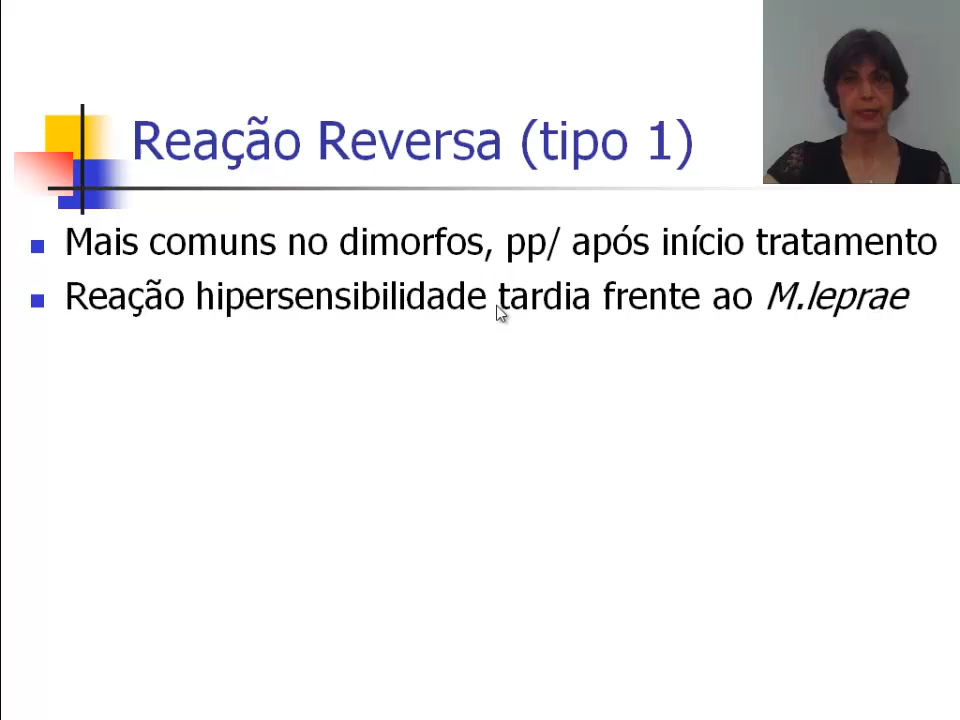 Reação Reversa (tipo 1)
Mais comuns no dimorfos, pp/ após início tratamento
Reação hipersensibilidade tardia frente ao M.leprae